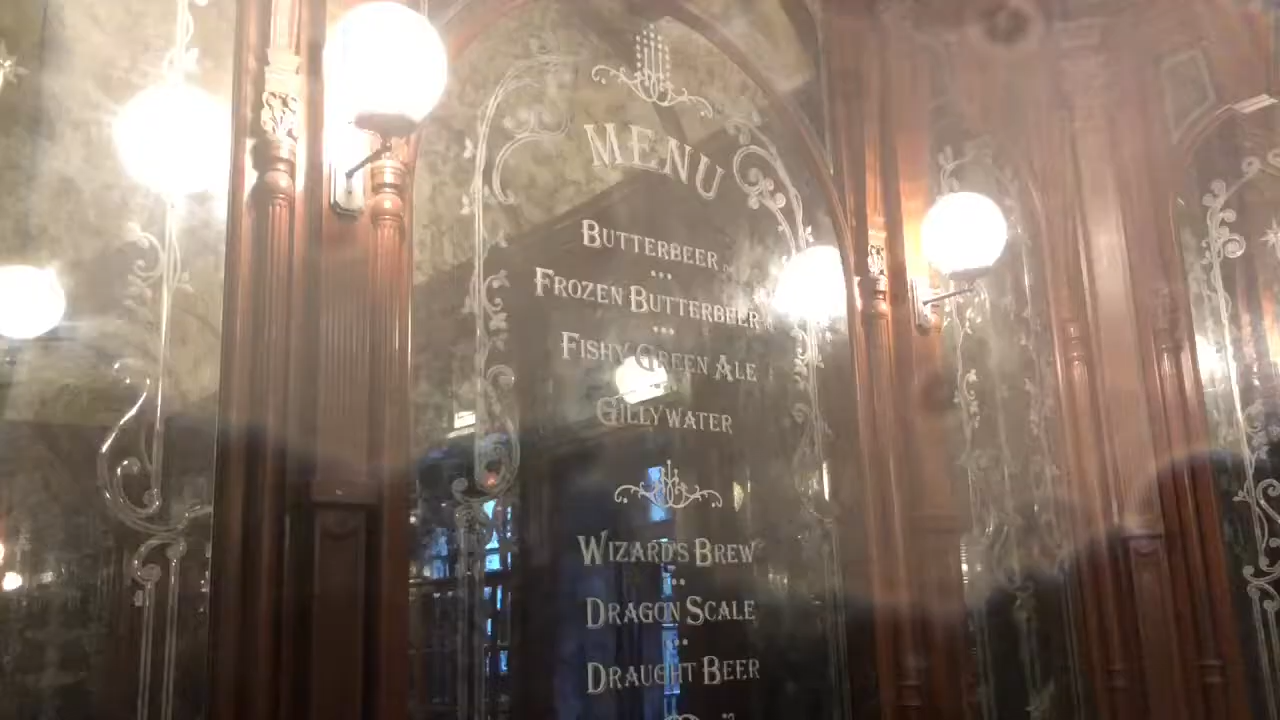 MENU
BUTTERBEER
FROZEN BUTTERBEER
FISHY GREEN ALE
GILLYWATER
WIZARD'S BREW
DRAGON SCALE
DRAUGHT BEER